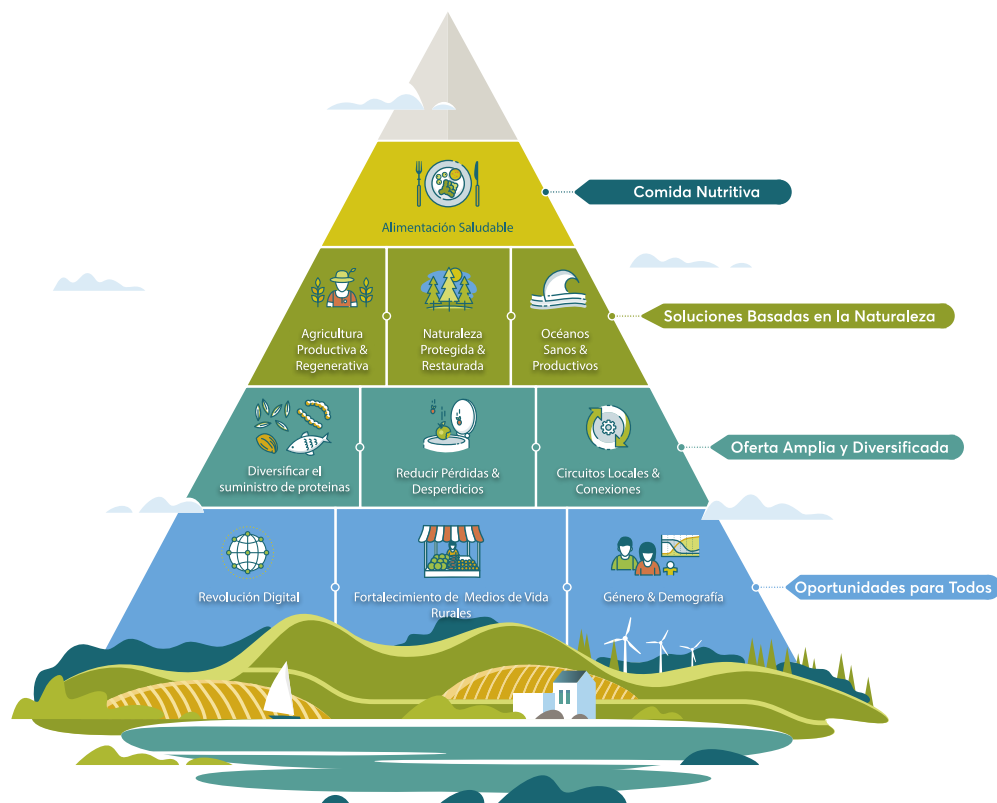 Alimentación Saludable
Comida Nutritiva
Agricultura
Productiva &
Regenerativa
Naturaleza
Protegida &
Restaurada
Océanos
Sanos &
Productivos
Soluciones Basadas en la Naturaleza
Diversificar el
suministro de proteinas
Reducir Pérdidas &
Desperdicios
Circuitos Locales &
Conexiones
Oferta Amplia y Diversificada
Revolución Digital
Fortalecimiento de Medios de Vida
Rurales
Género & Demografía
Oportunidades para Todos